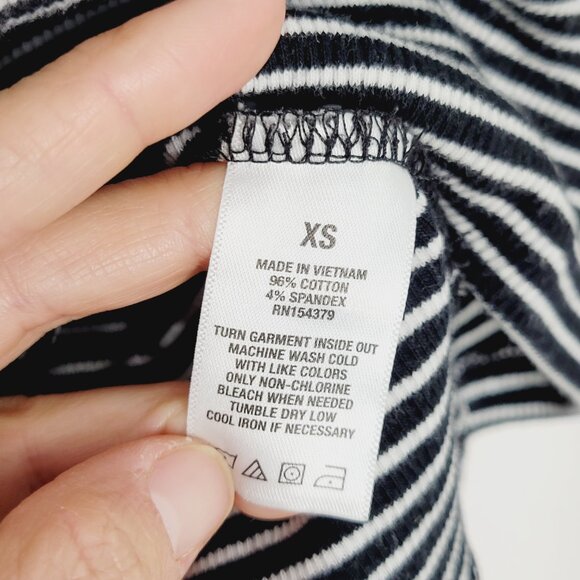 XS
MADE IN VIETNAM
96% COTTON
4% SPANDEX
RN154379
TURN GARMENT INSIDE OUT
MACHINE WASH COLD
WITH LIKE COLORS
ONLY NON-CHLORINE
BLEACH WHEN NEEDED
TUMBLE DRY LOW
COOL IRON IF NECESSARY